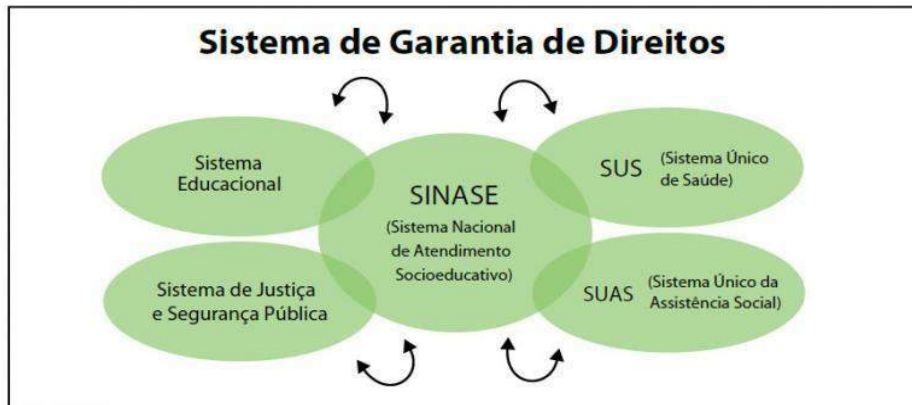 Sistema de Garantia de Direitos
Sistema
Educacional
SINASE
(Sistema Nacional
de Atendimento
Socioeducativo)
SUS (Sistema Único
de Saúde)
Sistema de Justiça
e Segurança Pública
SUAS (Sistema Único da
Assistência Social)